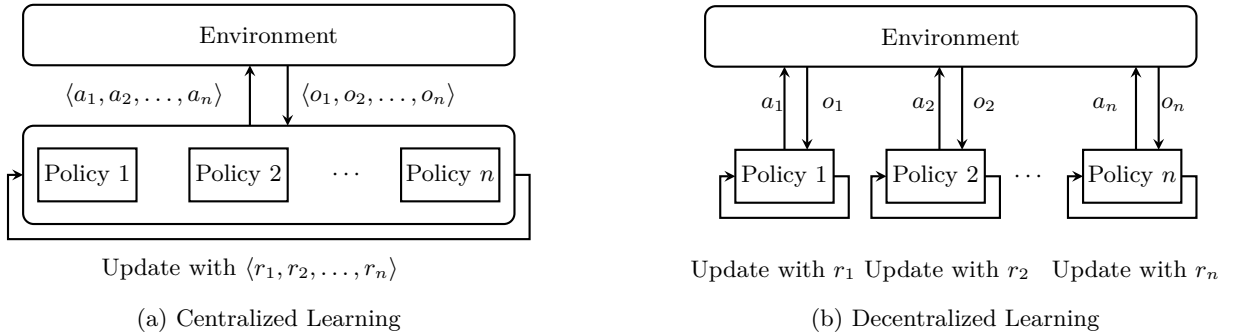 Environment
⟨a₁, a₂, . . . , aₙ⟩
⟨o₁, o₂, . . . , oₙ⟩
Policy 1
Policy 2
· · ·
Policy n
Update with ⟨r₁, r₂, . . . , rₙ⟩
(a) Centralized Learning
Environment
a₁
o₁
a₂
o₂
aₙ
oₙ
Policy 1
Policy 2
· · ·
Policy n
Update with r₁
Update with r₂
Update with rₙ
(b) Decentralized Learning